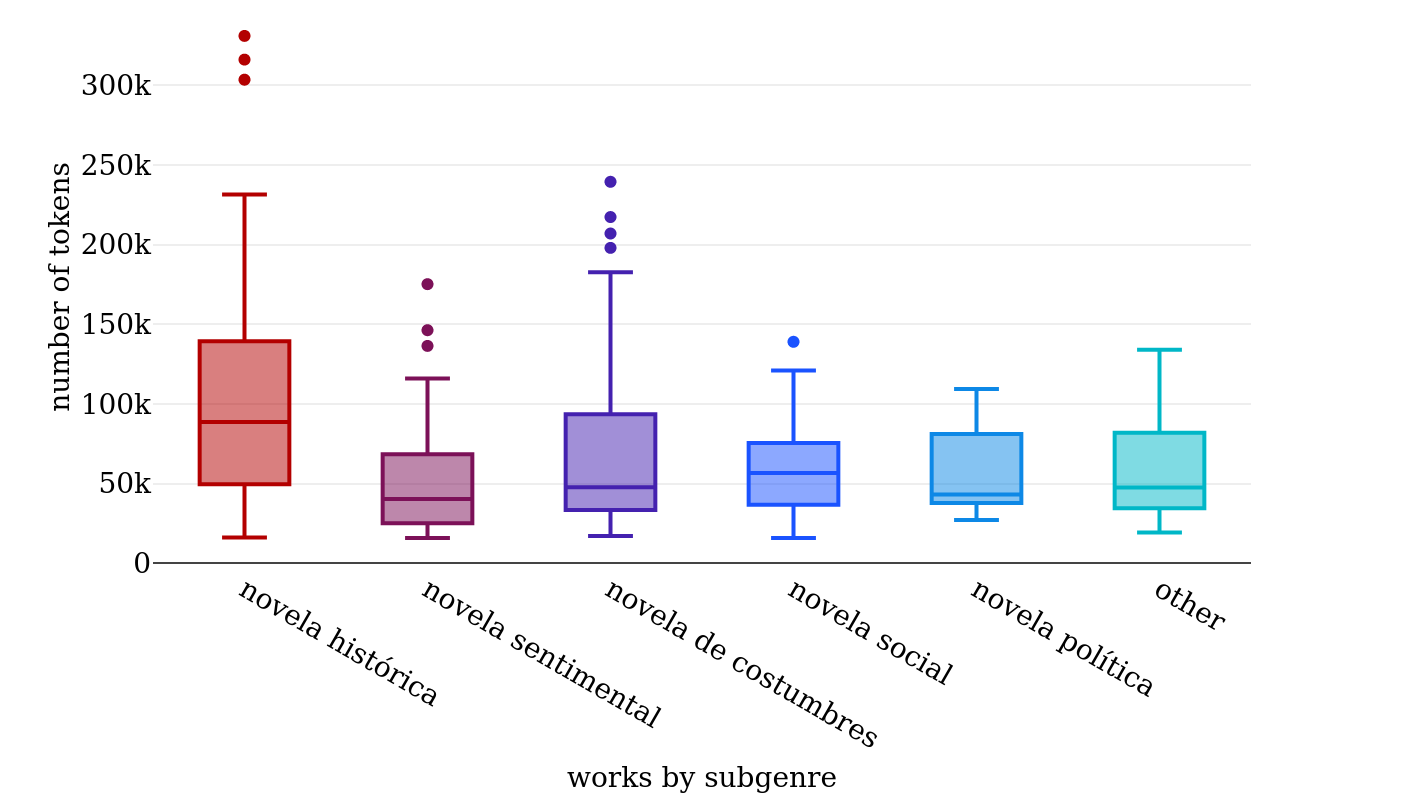 300k
250k
200k
150k
100k
50k
0
number of tokens
novela histórica
novela sentimental
novela de costumbres
novela social
novela política
other
works by subgenre